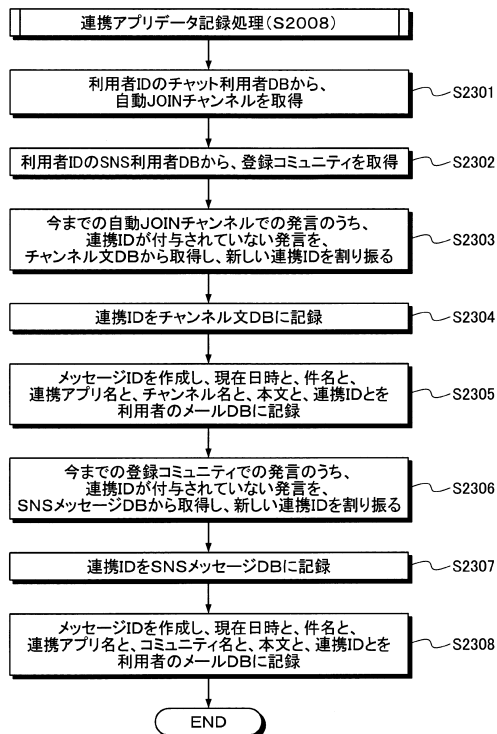 連携アプリデータ記録処理(S2008)
利用者IDのチャット利用者DBから、
自動JOINチャンネルを取得
S2301
利用者IDのSNS利用者DBから、登録コミュニティを取得
S2302
今までの自動JOINチャンネルでの発言のうち、
連携IDが付与されていない発言を、
チャンネル文DBから取得し、新しい連携IDを割り振る
S2303
連携IDをチャンネル文DBに記録
S2304
メッセージIDを作成し、現在日時と、件名と、
連携アプリ名と、チャンネル名と、本文と、連携IDとを
利用者のメールDBに記録
S2305
今までの登録コミュニティでの発言のうち、
連携IDが付与されていない発言を、
SNSメッセージDBから取得し、新しい連携IDを割り振る
S2306
連携IDをSNSメッセージDBに記録
S2307
メッセージIDを作成し、現在日時と、件名と、
連携アプリ名と、コミュニティ名と、本文と、連携IDとを
利用者のメールDBに記録
S2308
END